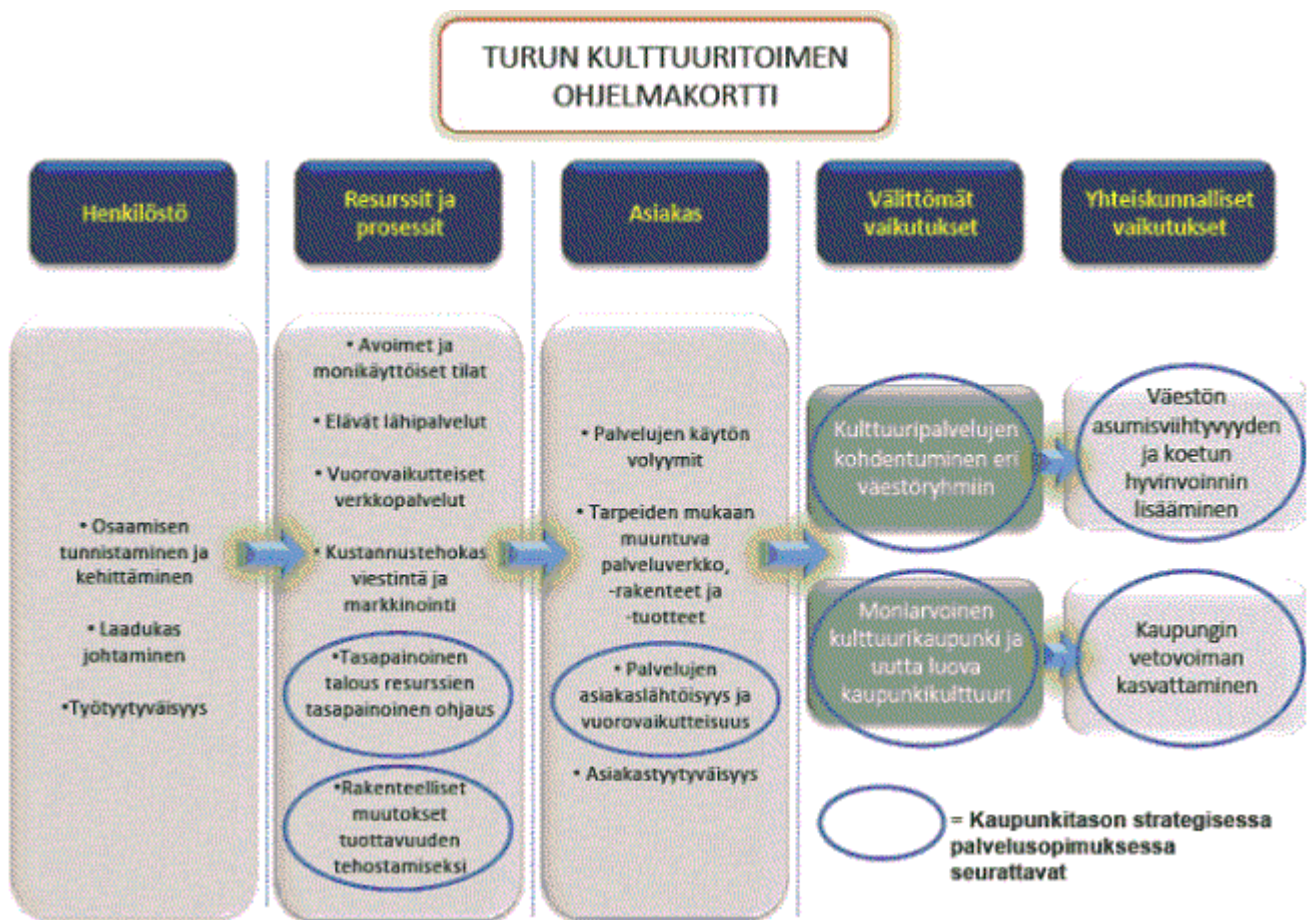 TURUN KULTTUURITOIMEN
OHJELMAKORTTI
Henkilöstö
Resurssit ja
prosessit
Asiakas
Välittömät
vaikutukset
Yhteiskunnalliset
vaikutukset
• Osaamisen
tunnistaminen ja
kehittäminen
• Laadukas
johtaminen
•Työtyytyväisyys
• Avoimet ja
monikäyttöiset tilat
• Elävät lähipalvelut
• Vuorovaikutteiset
verkkopalvelut
• Kustannustehokas
viestintä ja
markkinointi
•Tasapainoinen
talous resurssien
tasapainoinen ohjaus
•Rakenteelliset
muutokset
tuottavuuden
tehostamiseksi
• Palvelujen käytön
volyymit
• Tarpeiden mukaan
muuntuva
palveluverkko,
-rakenteet ja
-tuotteet
• Palvelujen
asiakaslähtöisyys ja
vuorovaikutteisuus
• Asiakastyytyväisyys
Kulttuuripalvelujen
kohdentuminen eri
väestöryhmiin
Moniarvoinen
kulttuurikaupunki ja
uutta luova
kaupunkikulttuuri
Väestön
asumisviihtyvyyden
ja koetun
hyvinvoinnin
lisääminen
Kaupungin
vetovoiman
kasvattaminen
= Kaupunkitason strategisessa
palvelusopimuksessa
seurattavat